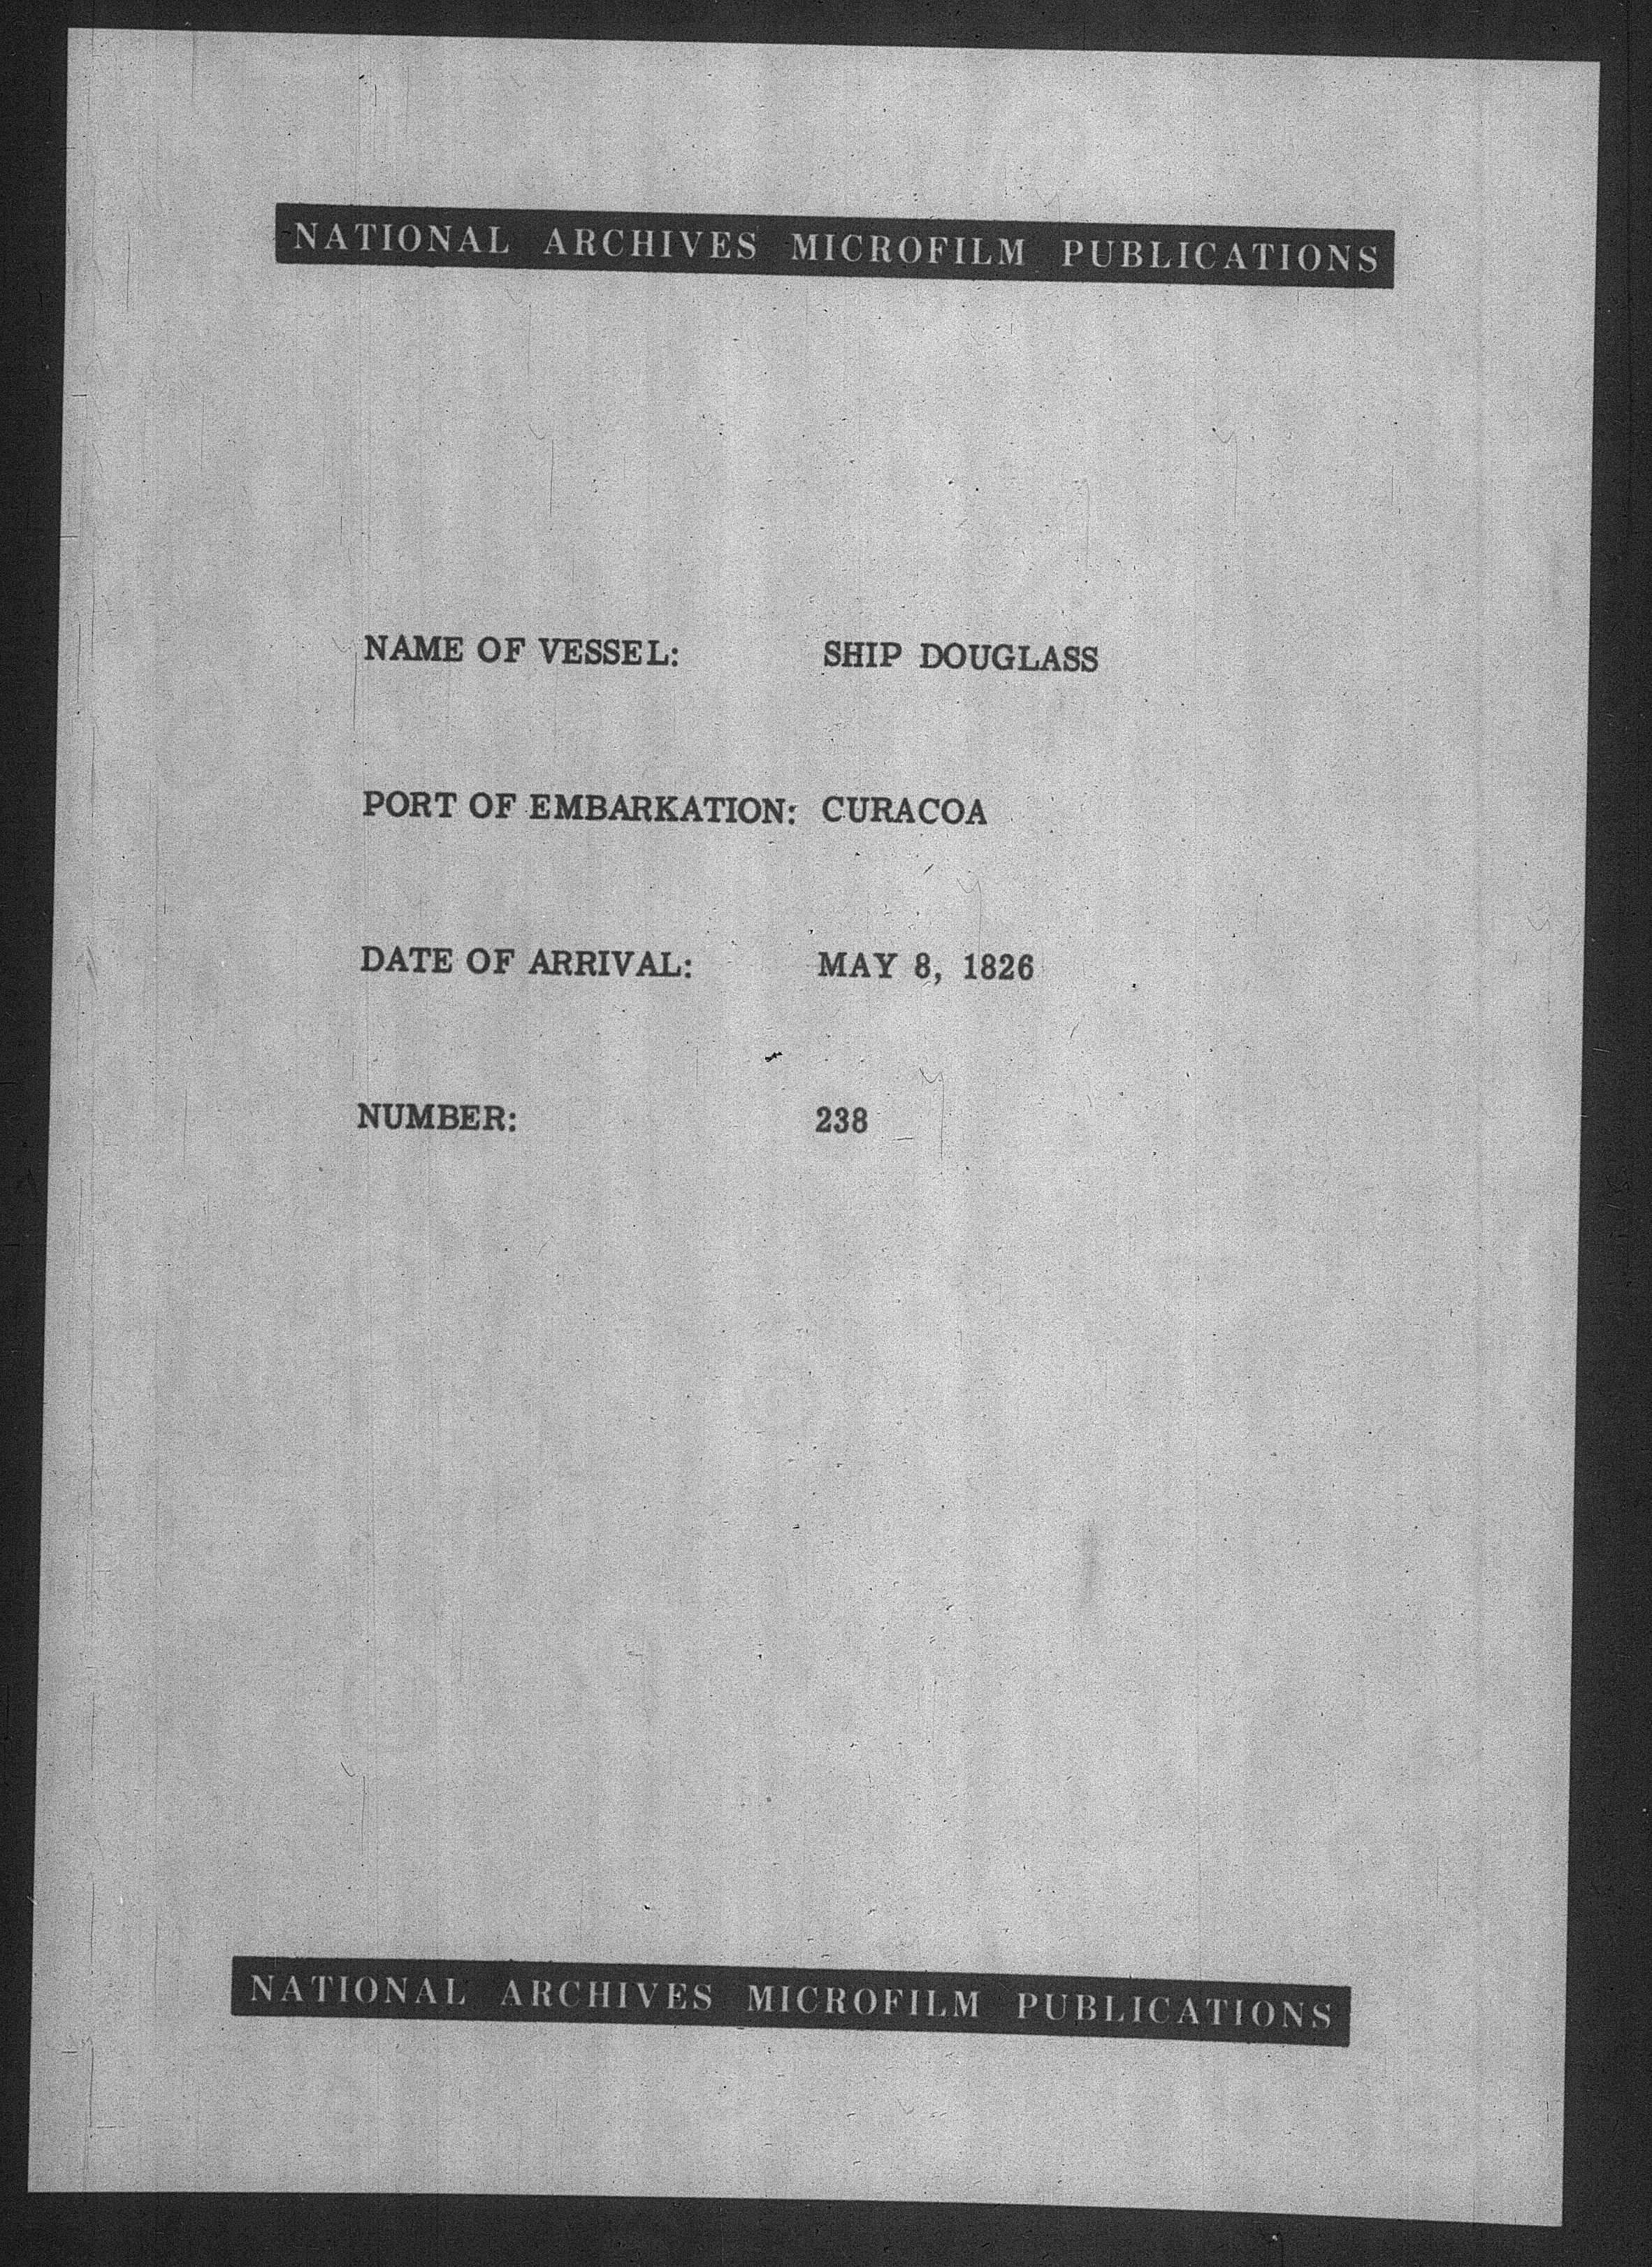 NATIONAL ARCHIVES MICROFILM PUBLICATIONS
NAME OF VESSEL: SHIP DOUGLASS
PORT OF EMBARKATION: CURACOA
DATE OF ARRIVAL: MAY 8, 1826
NUMBER: 238
NATIONAL ARCHIVES MICROFILM PUBLICATIONS